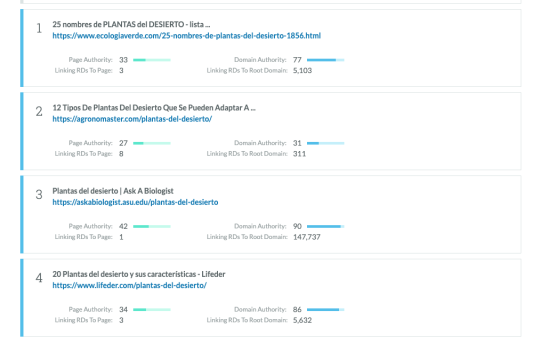 1
25 nombres de PLANTAS del DESIERTO - lista ...
https://www.ecologiaverde.com/25-nombres-de-plantas-del-desierto-1856.html
Page Authority: 33 Domain Authority: 77
Linking RDs To Page: 3 Linking RDs To Root Domain: 5,103
2
12 Tipos De Plantas Del Desierto Que Se Pueden Adaptar A ...
https://agronomaster.com/plantas-del-desierto/
Page Authority: 27 Domain Authority: 31
Linking RDs To Page: 8 Linking RDs To Root Domain: 311
3
Plantas del desierto | Ask A Biologist
https://askabiologist.asu.edu/plantas-del-desierto
Page Authority: 42 Domain Authority: 90
Linking RDs To Page: 1 Linking RDs To Root Domain: 147,737
4
20 Plantas del desierto y sus características - Lifeder
https://www.lifeder.com/plantas-del-desierto/
Page Authority: 34 Domain Authority: 86
Linking RDs To Page: 3 Linking RDs To Root Domain: 5,632